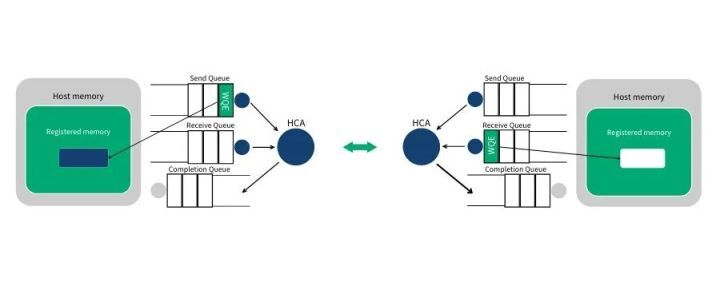 Host memory
Registered memory
Send Queue
WQE
Receive Queue
Completion Queue
HCA
HCA
Send Queue
Receive Queue
WQE
Completion Queue
Host memory
Registered memory